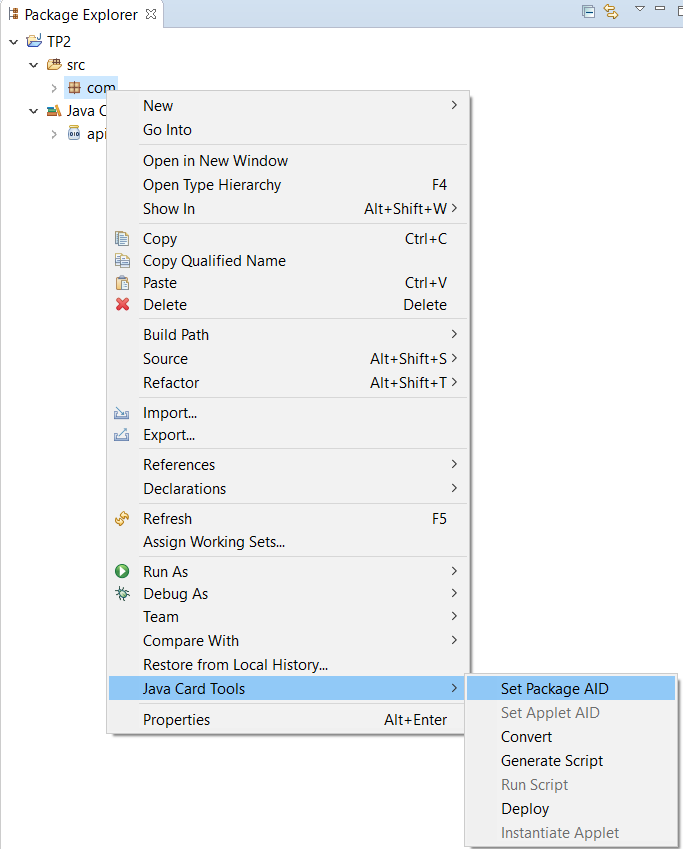 Package Explorer
TP2
src
com
Java C
api
New
Go Into
Open in New Window
Open Type Hierarchy F4
Show In Alt+Shift+W
Copy Ctrl+C
Copy Qualified Name
Paste Ctrl+V
Delete Delete
Build Path
Source Alt+Shift+S
Refactor Alt+Shift+T
Import...
Export...
References
Declarations
Refresh F5
Assign Working Sets...
Run As
Debug As
Team
Compare With
Restore from Local History...
Java Card Tools
Properties Alt+Enter
Set Package AID
Set Applet AID
Convert
Generate Script
Run Script
Deploy
Instantiate Applet